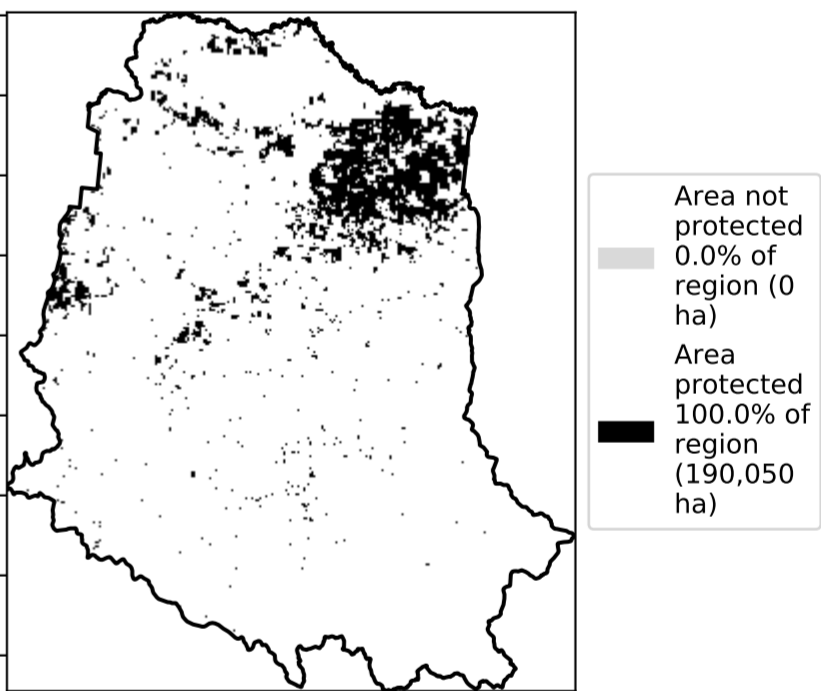 Area not
protected
0.0% of
region (0
ha)
Area
protected
100.0% of
region
(190,050
ha)